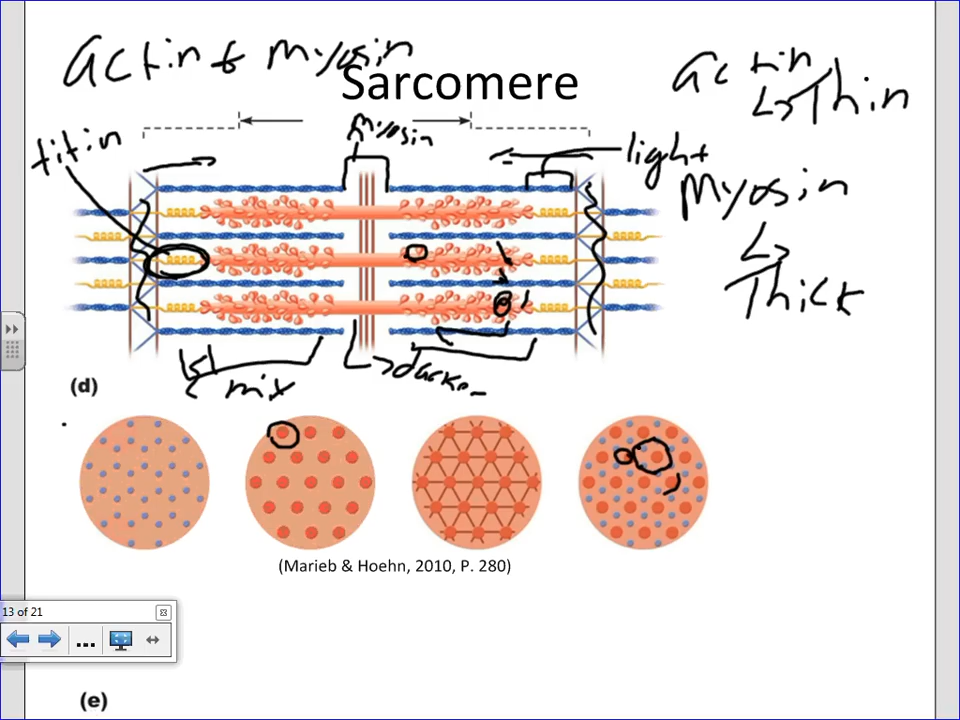 actin & myosin
Sarcomere
actin
↳ Thin
titin
myosin
light
Myosin
↳ Thick
(d)
mix
→ darker
(Marieb & Hoehn, 2010, P. 280)
13 of 21
...
(e)